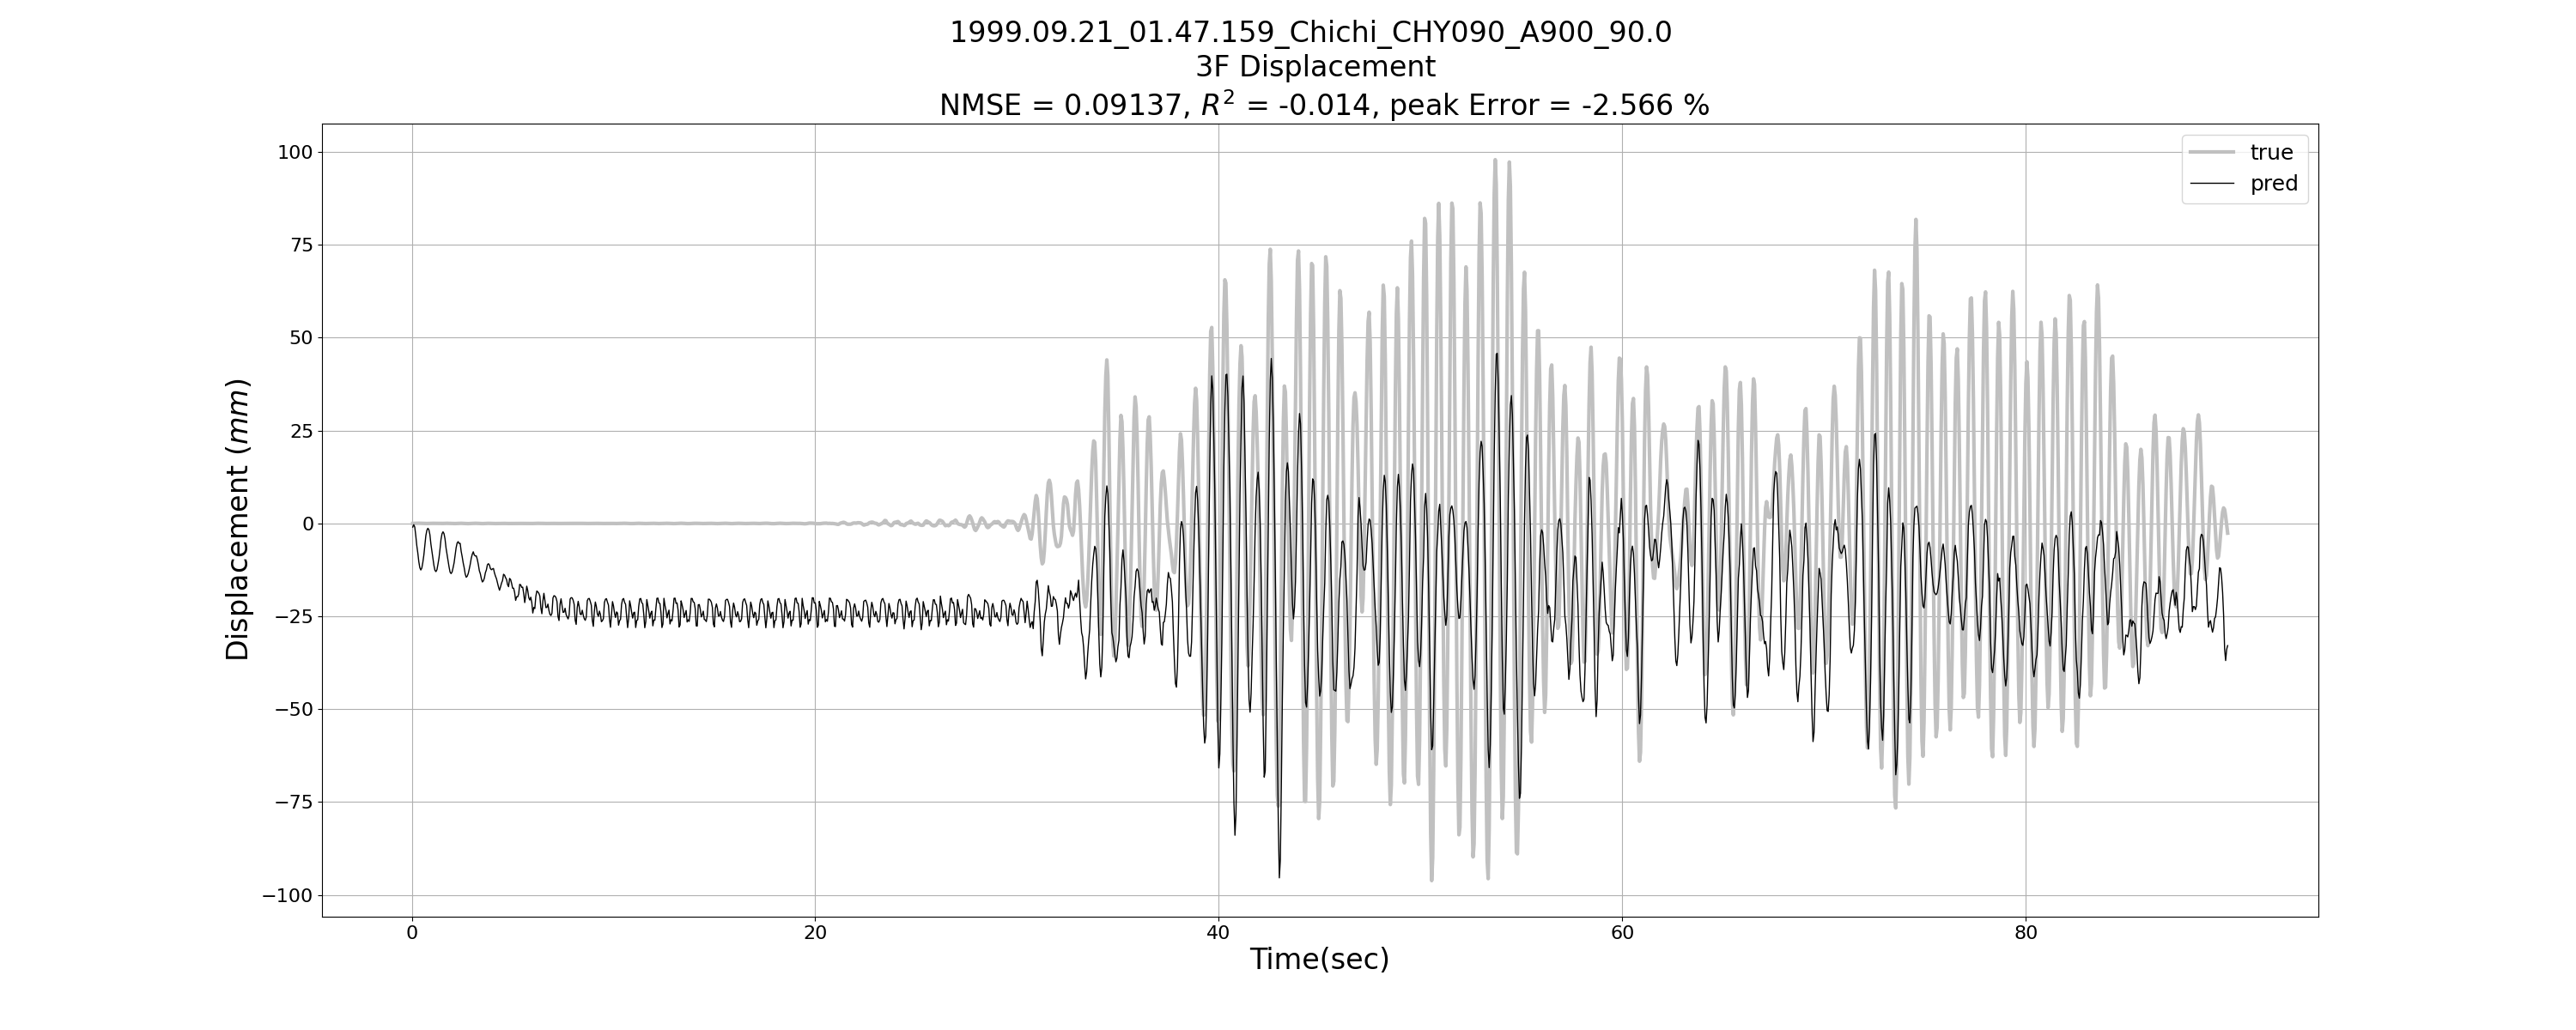 1999.09.21_01.47.159_Chichi_CHY090_A900_90.0
3F Displacement
NMSE = 0.09137, R² = -0.014, peak Error = -2.566 %
true
pred
100
75
50
25
0
−25
−50
−75
−100
Displacement (mm)
0 20 40 60 80
Time(sec)